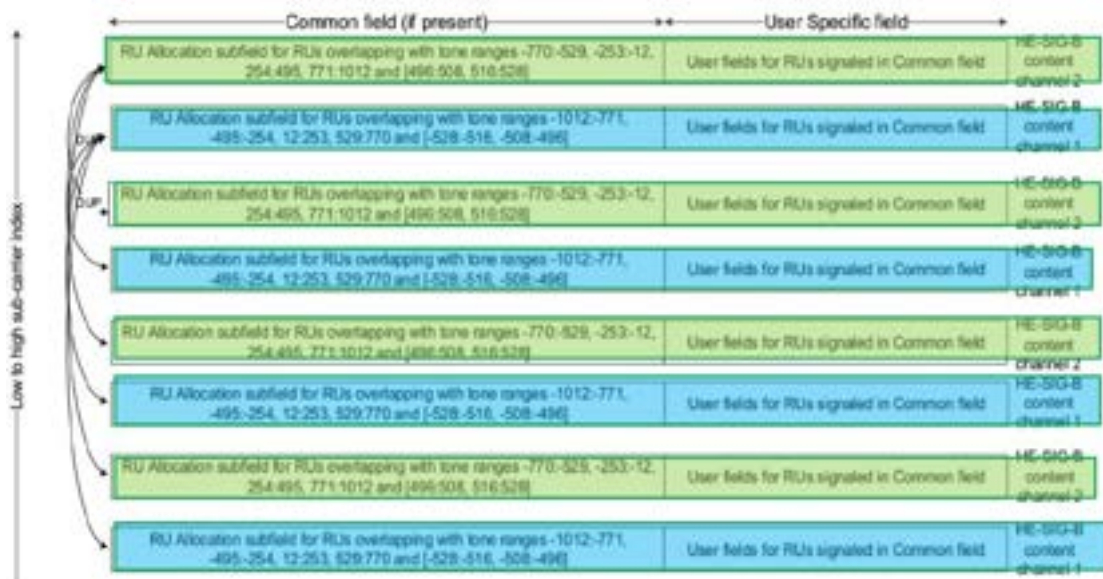 Common field (if present)
User Specific field
Low to high sub-carrier index
RU Allocation subfield for RUs overlapping with tone ranges -770:-529, -253:-12,
254:495, 771:1012 and [496:508, 516:528]
User fields for RUs signaled in Common field
HE-SIG-B
content
channel 2
RU Allocation subfield for RUs overlapping with tone ranges -1012:-771,
-495:-254, 12:253, 529:770 and [-528:-516, -508:-496]
User fields for RUs signaled in Common field
HE-SIG-B
content
channel 1
DUP
RU Allocation subfield for RUs overlapping with tone ranges -770:-529, -253:-12,
254:495, 771:1012 and [496:508, 516:528]
User fields for RUs signaled in Common field
HE-SIG-B
content
channel 2
RU Allocation subfield for RUs overlapping with tone ranges -1012:-771,
-495:-254, 12:253, 529:770 and [-528:-516, -508:-496]
User fields for RUs signaled in Common field
HE-SIG-B
content
channel 1
RU Allocation subfield for RUs overlapping with tone ranges -770:-529, -253:-12,
254:495, 771:1012 and [496:508, 516:528]
User fields for RUs signaled in Common field
HE-SIG-B
content
channel 2
RU Allocation subfield for RUs overlapping with tone ranges -1012:-771,
-495:-254, 12:253, 529:770 and [-528:-516, -508:-496]
User fields for RUs signaled in Common field
HE-SIG-B
content
channel 1
RU Allocation subfield for RUs overlapping with tone ranges -770:-529, -253:-12,
254:495, 771:1012 and [496:508, 516:528]
User fields for RUs signaled in Common field
HE-SIG-B
content
channel 2
RU Allocation subfield for RUs overlapping with tone ranges -1012:-771,
-495:-254, 12:253, 529:770 and [-528:-516, -508:-496]
User fields for RUs signaled in Common field
HE-SIG-B
content
channel 1